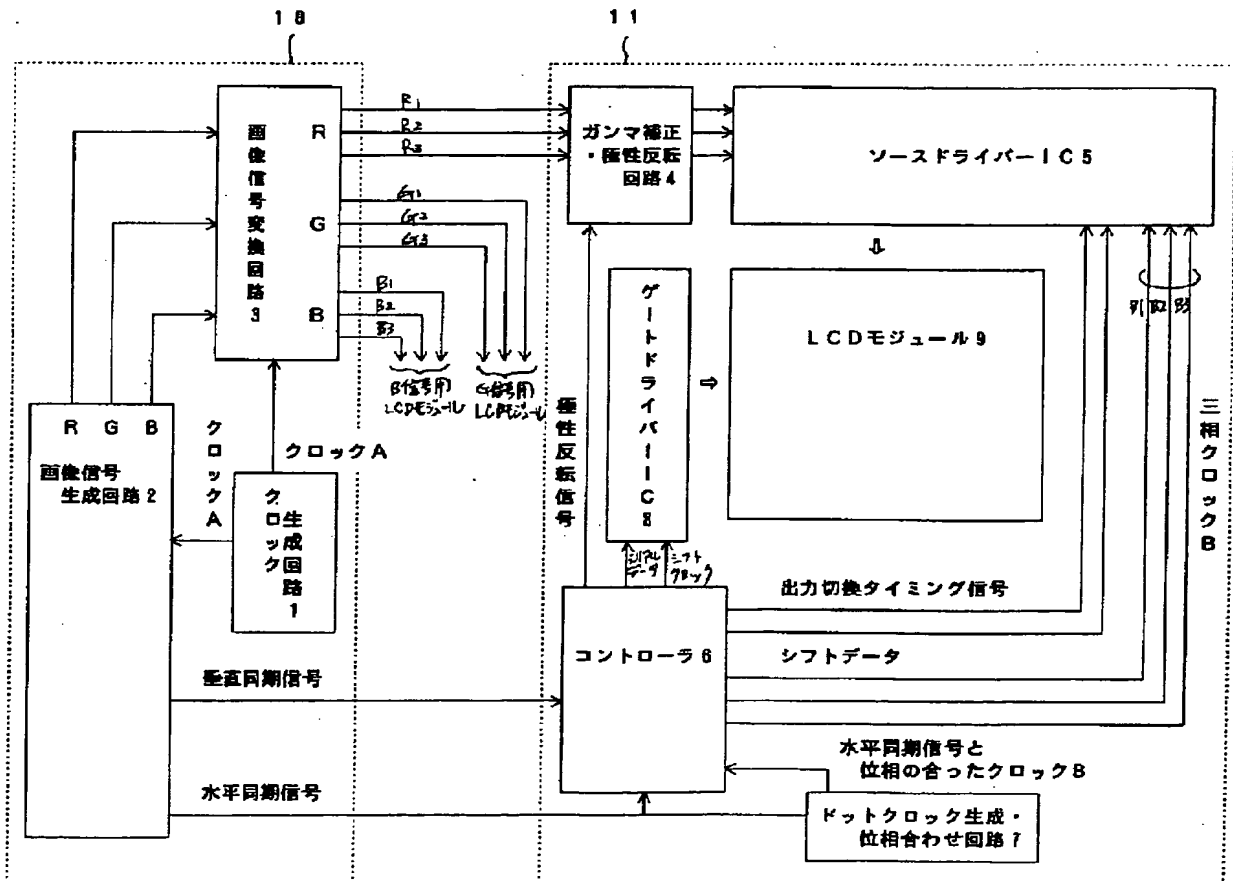 18
11
画像信号変換回路3
R
G
B
R1
R2
R3
G1
G2
G3
B1
B2
B3
ガンマ補正
・極性反転
回路4
ソースドライバーIC5
B信号用
LCDモジュール
G信号用
LCDモジュール
ゲートドライバーIC8
LCDモジュール9
B1 B2 B3
三相クロックB
極性反転信号
R G B
画像信号
生成回路2
クロックA
クロックA
クロック
生成回路1
シリアル
データ
シフト
クロック
コントローラ6
出力切換タイミング信号
シフトデータ
垂直同期信号
水平同期信号
水平同期信号と
位相の合ったクロックB
ドットクロック生成・
位相合わせ回路7